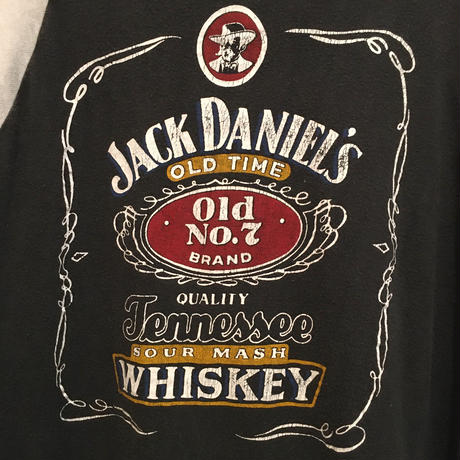 JACK DANIEL'S
OLD TIME
Old
No.7
BRAND
QUALITY
Tennessee
SOUR MASH
WHISKEY